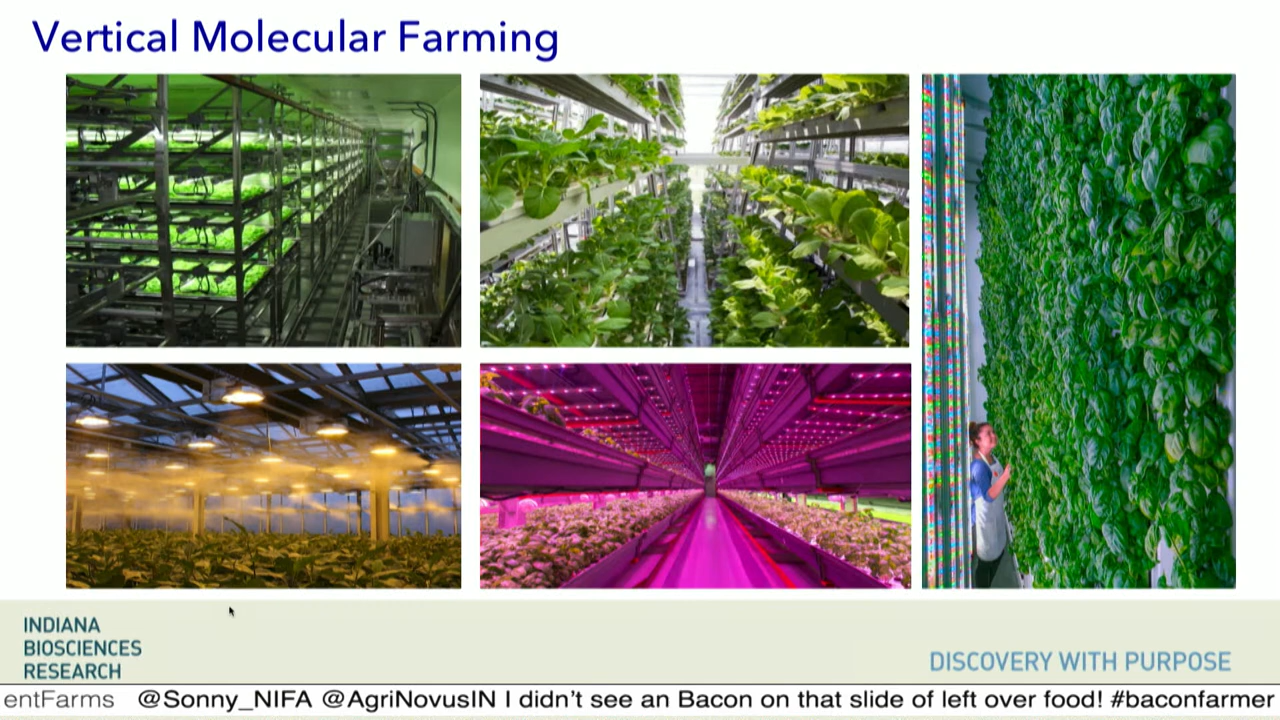 Vertical Molecular Farming
INDIANA
BIOSCIENCES
RESEARCH
DISCOVERY WITH PURPOSE
entFarms @Sonny_NIFA @AgriNovusIN I didn’t see an Bacon on that slide of left over food! #baconfarmer